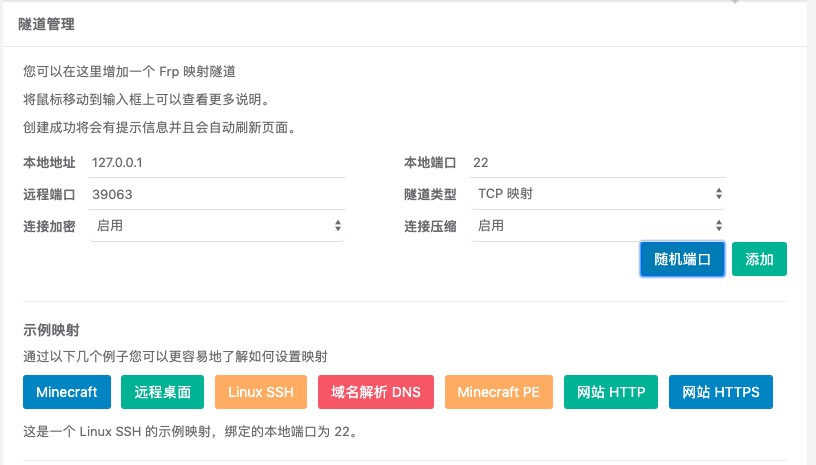 隧道管理
您可以在这里增加一个 Frp 映射隧道
将鼠标移动到输入框上可以查看更多说明。
创建成功将会有提示信息并且会自动刷新页面。
本地地址 127.0.0.1 本地端口 22
远程端口 39063 隧道类型 TCP 映射
连接加密 启用 连接压缩 启用
随机端口 添加
示例映射
通过以下几个例子您可以更容易地了解如何设置映射
Minecraft 远程桌面 Linux SSH 域名解析 DNS Minecraft PE 网站 HTTP 网站 HTTPS
这是一个 Linux SSH 的示例映射，绑定的本地端口为 22。